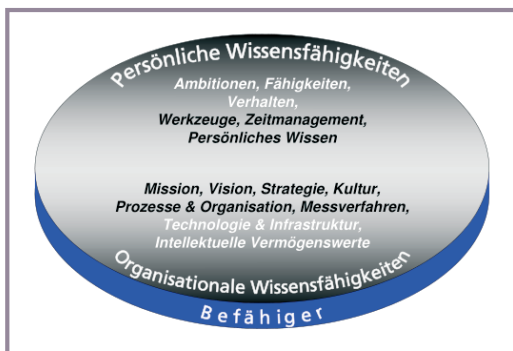 Persönliche Wissensfähigkeiten
Ambitionen, Fähigkeiten,
Verhalten,
Werkzeuge, Zeitmanagement,
Persönliches Wissen
Mission, Vision, Strategie, Kultur,
Prozesse & Organisation, Messverfahren,
Technologie & Infrastruktur,
Intellektuelle Vermögenswerte
Organisationale Wissensfähigkeiten
Befähiger